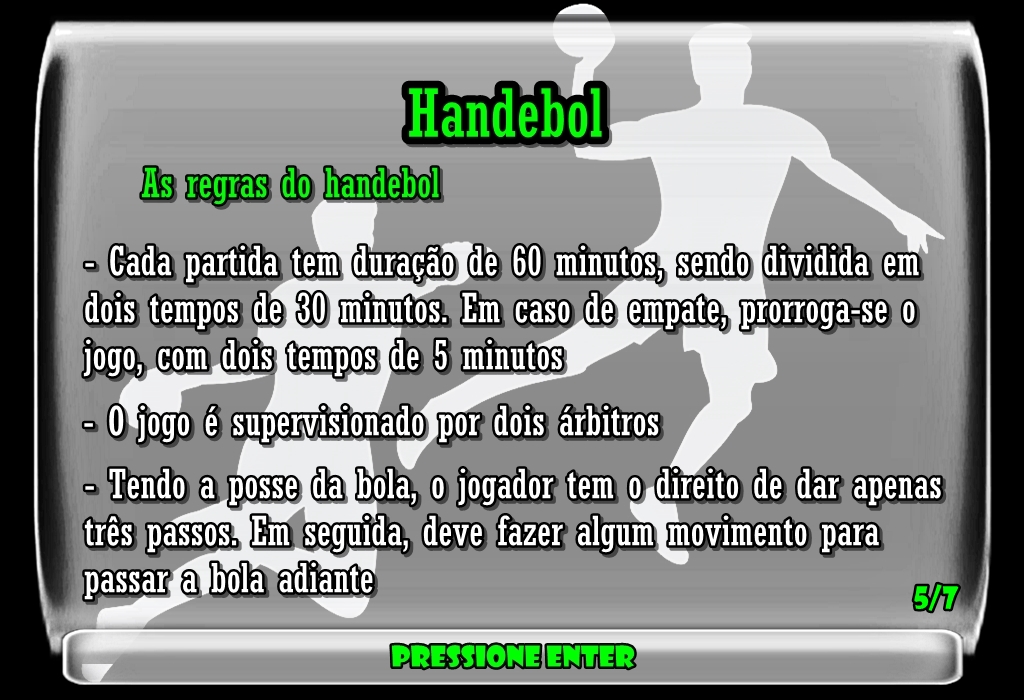 Handebol
As regras do handebol
- Cada partida tem duração de 60 minutos, sendo dividida em
dois tempos de 30 minutos. Em caso de empate, prorroga-se o
jogo, com dois tempos de 5 minutos
- O jogo é supervisionado por dois árbitros
- Tendo a posse da bola, o jogador tem o direito de dar apenas
três passos. Em seguida, deve fazer algum movimento para
passar a bola adiante
5/7
PRESSIONE ENTER